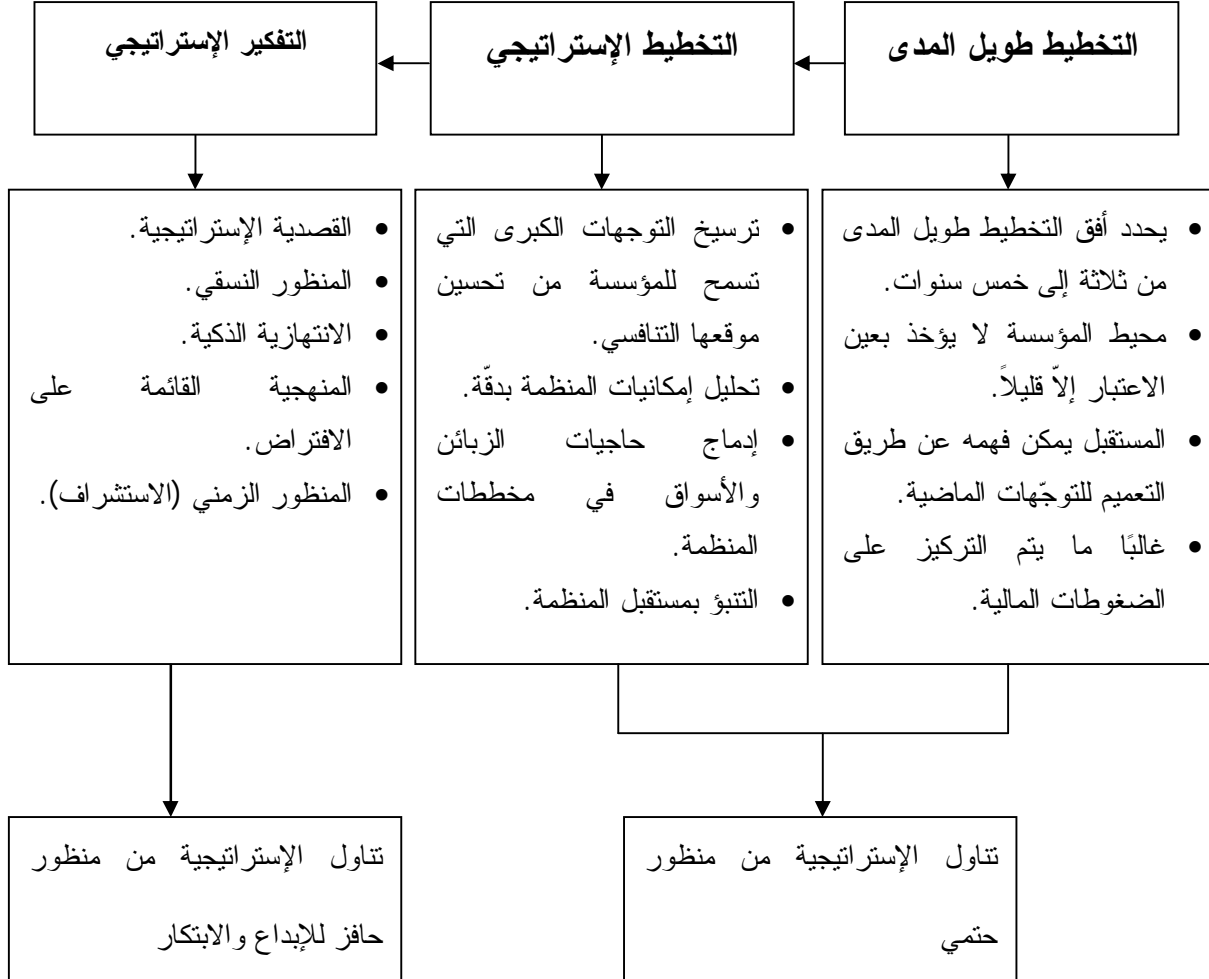 التخطيط طويل المدى
التخطيط الإستراتيجي
التفكير الإستراتيجي
• يحدد أفق التخطيط طويل المدى
من ثلاثة إلى خمس سنوات.
• محيط المؤسسة لا يؤخذ بعين
الاعتبار إلاّ قليلاً.
• المستقبل يمكن فهمه عن طريق
التعميم للتوجّهات الماضية.
• غالبًا ما يتم التركيز على
الضغوطات المالية.
• ترسيخ التوجهات الكبرى التي
تسمح للمؤسسة من تحسين
موقعها التنافسي.
• تحليل إمكانيات المنظمة بدقّة.
• إدماج حاجيات الزبائن
والأسواق في مخططات
المنظمة.
• التنبؤ بمستقبل المنظمة.
• القصدية الإستراتيجية.
• المنظور النسقي.
• الانتهازية الذكية.
• المنهجية القائمة على
الافتراض.
• المنظور الزمني (الاستشراف).
تناول الإستراتيجية من منظور
حتمي
تناول الإستراتيجية من منظور
حافز للإبداع والابتكار